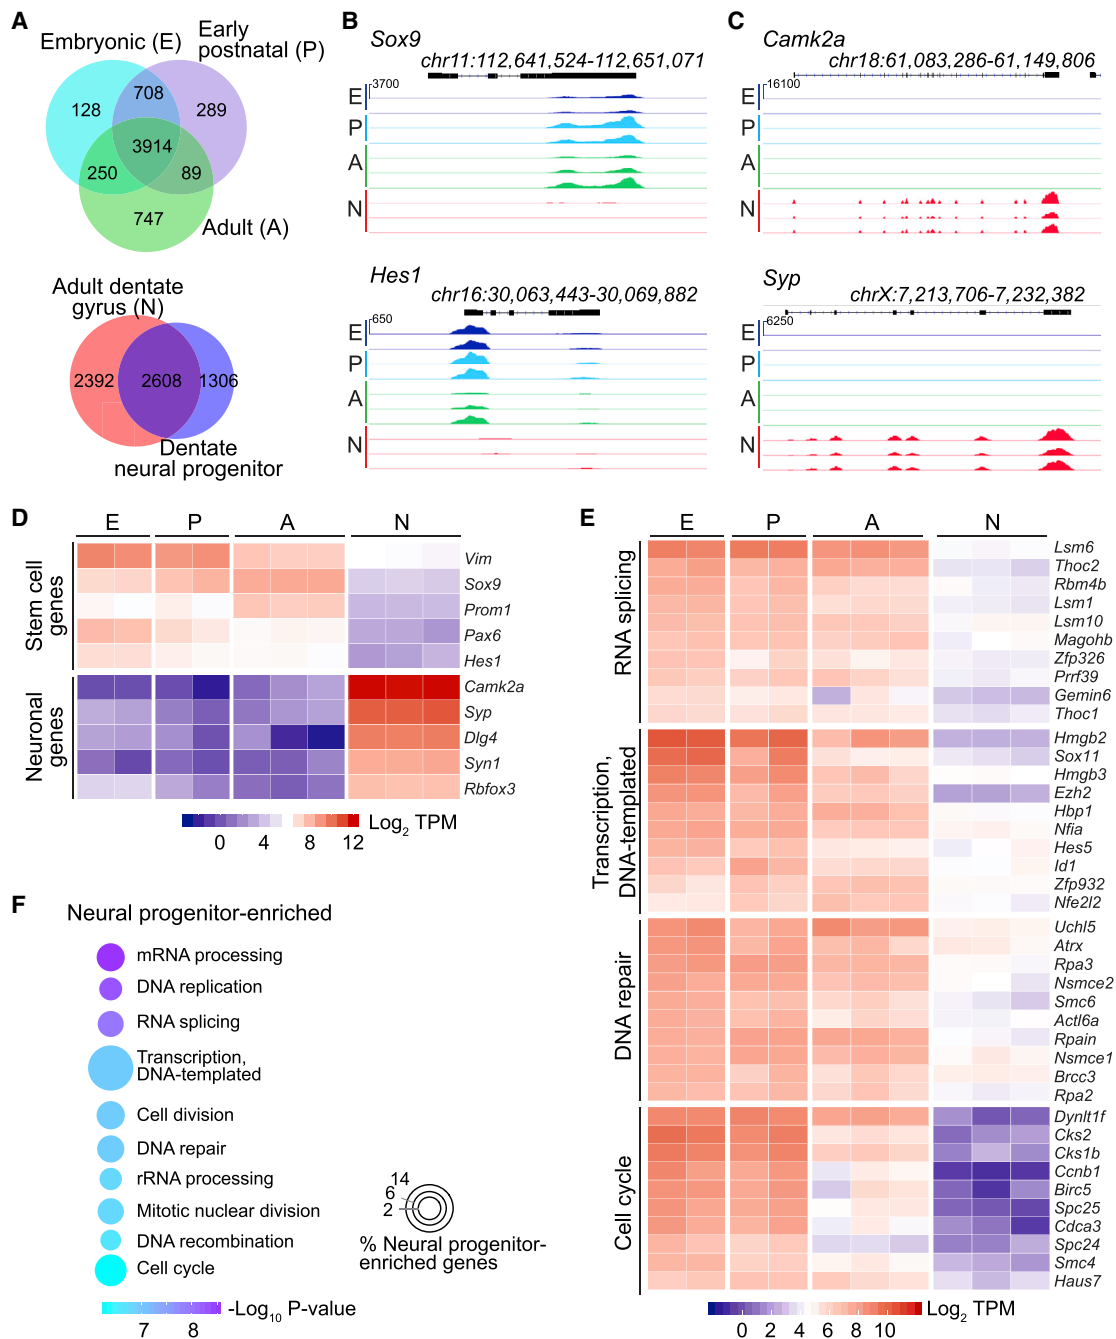 A
Embryonic (E)
Early
postnatal (P)
128
708
289
3914
250
89
747
Adult (A)
Adult dentate
gyrus (N)
2392
2608
1306
Dentate
neural progenitor
B
Sox9
chr11:112,641,524-112,651,071
3700
E
P
A
N
Hes1
chr16:30,063,443-30,069,882
650
E
P
A
N
C
Camk2a
chr18:61,083,286-61,149,806
16100
E
P
A
N
Syp
chrX:7,213,706-7,232,382
6250
E
P
A
N
D
E P A N
Stem cell
genes
Vim
Sox9
Prom1
Pax6
Hes1
Neuronal
genes
Camk2a
Syp
Dlg4
Syn1
Rbfox3
0 4 8 12
Log2 TPM
E
E P A N
RNA splicing
Lsm6
Thoc2
Rbm4b
Lsm1
Lsm10
Magohb
Zfp326
Prrf39
Gemin6
Thoc1
Transcription,
DNA-templated
Hmgb2
Sox11
Hmgb3
Ezh2
Hbp1
Nfia
Hes5
Id1
Zfp932
Nfe2l2
DNA repair
Uchl5
Atrx
Rpa3
Nsmce2
Smc6
Actl6a
Rpain
Nsmce1
Brcc3
Rpa2
Cell cycle
Dynlt1f
Cks2
Cks1b
Ccnb1
Birc5
Spc25
Cdca3
Spc24
Smc4
Haus7
0 2 4 6 8 10
Log2 TPM
F
Neural progenitor-enriched
mRNA processing
DNA replication
RNA splicing
Transcription,
DNA-templated
Cell division
DNA repair
rRNA processing
Mitotic nuclear division
DNA recombination
Cell cycle
14
6
2
% Neural progenitor-
enriched genes
-Log10 P-value
7 8